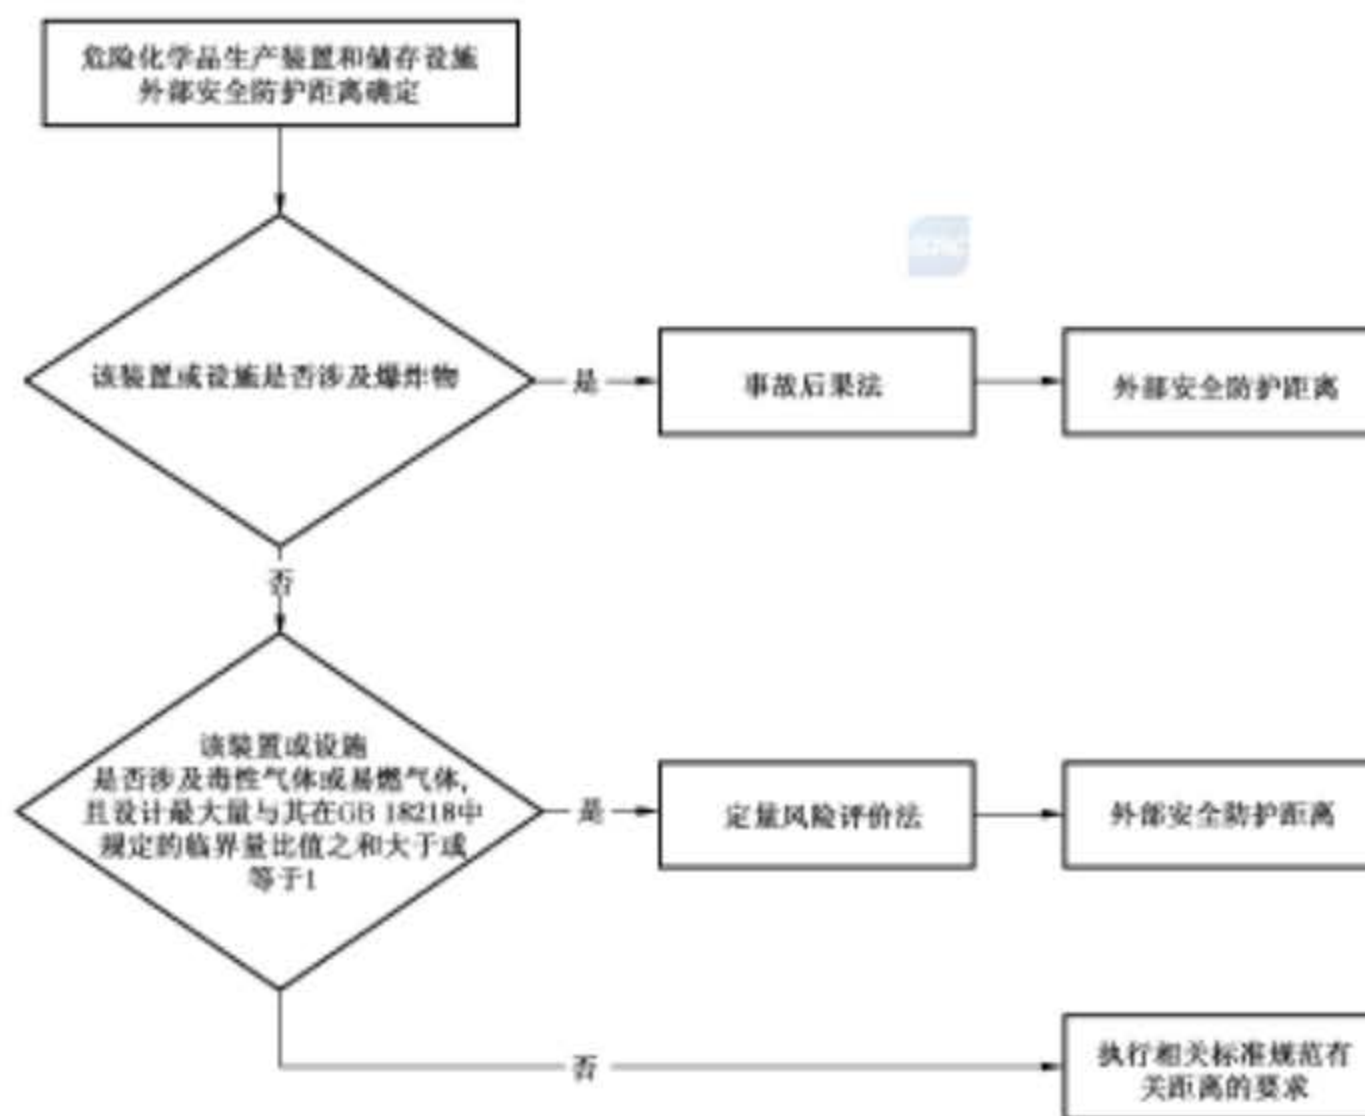 危险化学品生产装置和储存设施
外部安全防护距离确定
该装置或设施是否涉及爆炸物
是
事故后果法
外部安全防护距离
否
该装置或设施
是否涉及毒性气体或易燃气体,
且设计最大量与其在GB 18218中
规定的临界量比值之和大于或
等于1
是
定量风险评价法
外部安全防护距离
否
执行相关标准规范有
关距离的要求